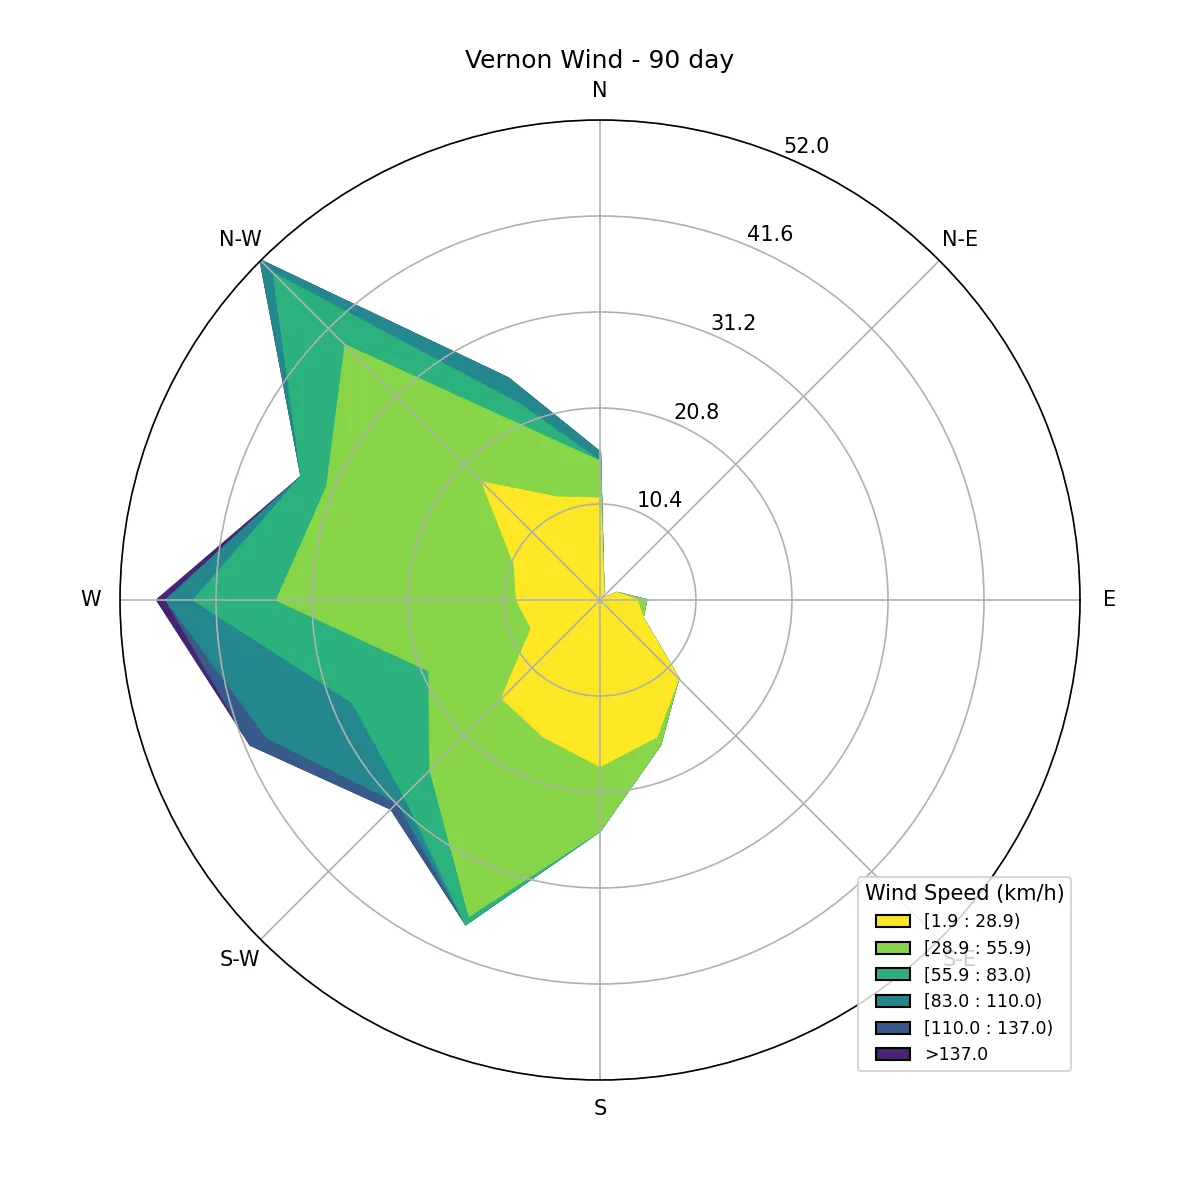 Vernon Wind - 90 day
N
52.0
N-W
41.6
N-E
31.2
20.8
10.4
W
E
Wind Speed (km/h)
[1.9 : 28.9)
[28.9 : 55.9)
S-W
S-E
[55.9 : 83.0)
[83.0 : 110.0)
[110.0 : 137.0)
>137.0
S